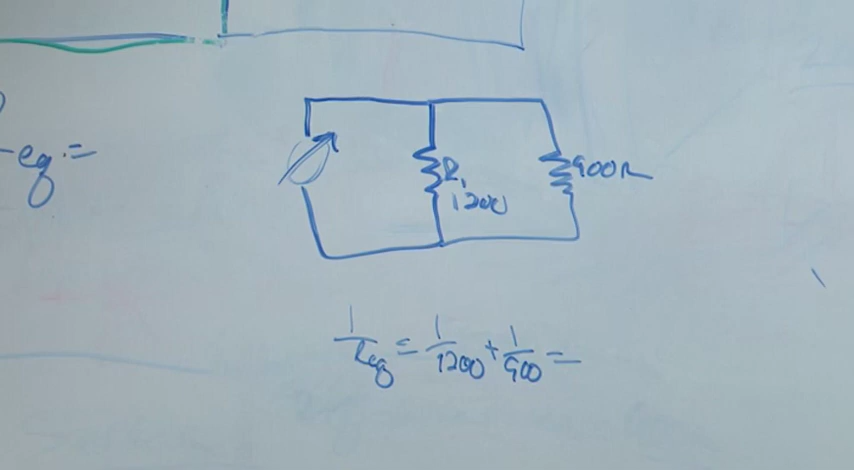 eq =
R₁
1200
900Ω
1/Req = 1/1200 + 1/900 =